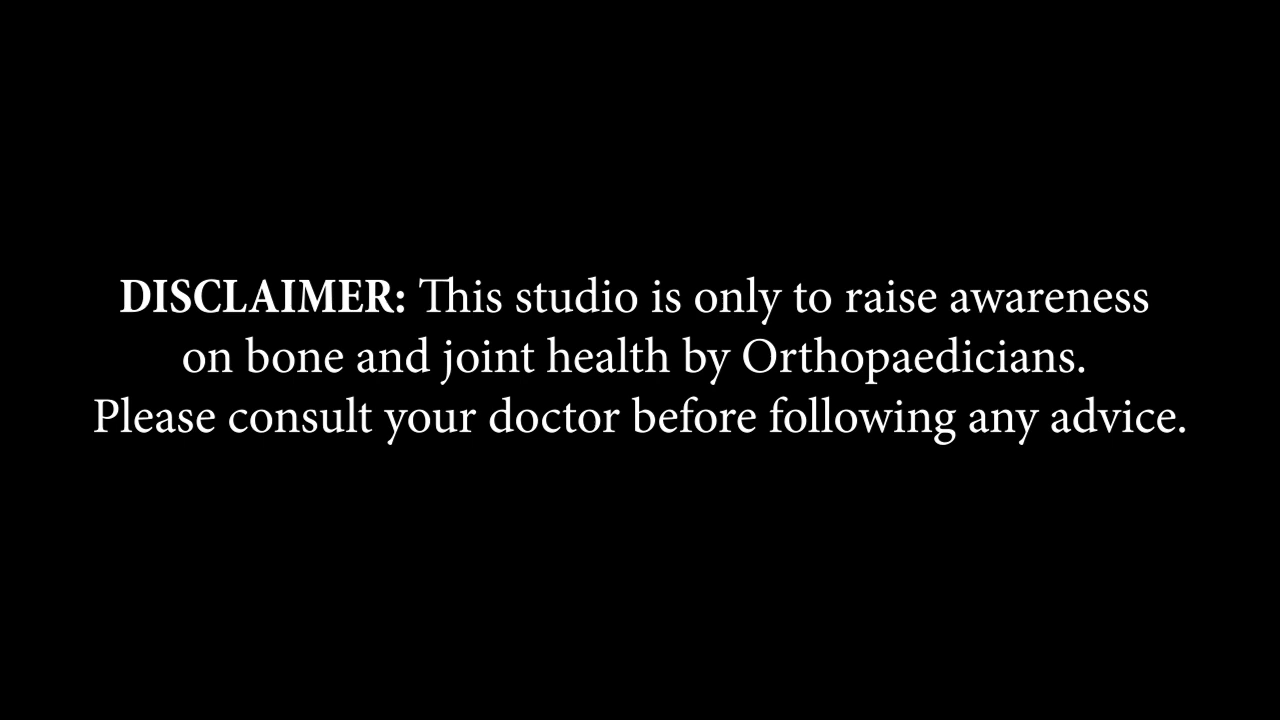 DISCLAIMER: This studio is only to raise awareness
on bone and joint health by Orthopaedicians.
Please consult your doctor before following any advice.